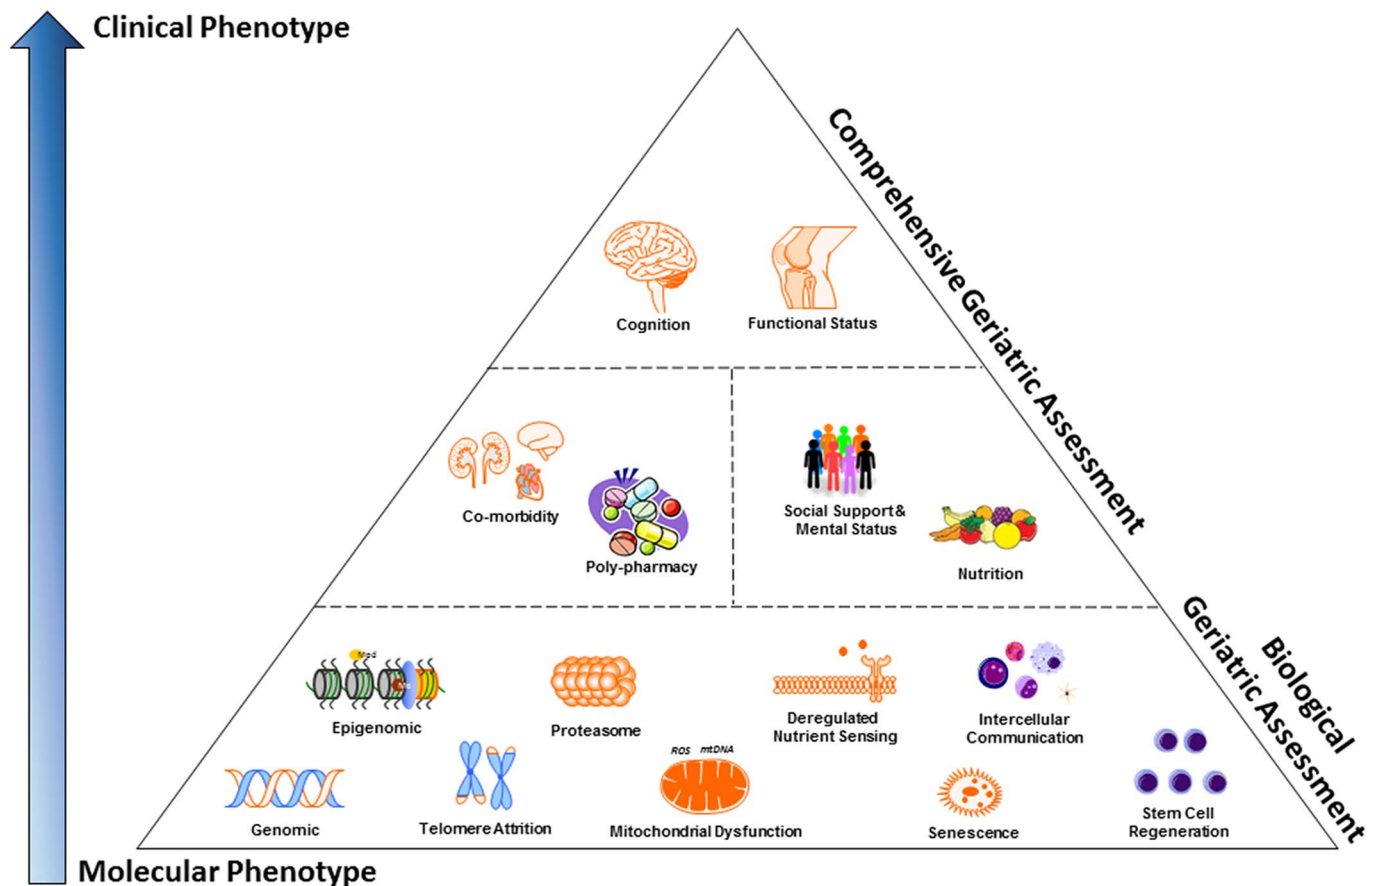 Clinical Phenotype
Comprehensive Geriatric Assessment
Cognition
Functional Status
Co-morbidity
Poly-pharmacy
Social Support &
Mental Status
Nutrition
Biological
Geriatric Assessment
Med
Me
Epigenomic
Proteasome
Deregulated
Nutrient Sensing
Intercellular
Communication
Genomic
Telomere Attrition
ROS mtDNA
Mitochondrial Dysfunction
Senescence
Stem Cell
Regeneration
Molecular Phenotype